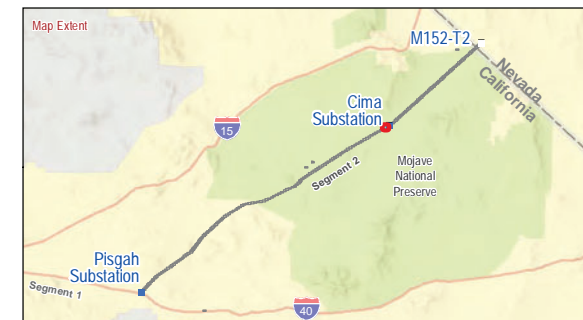 Map Extent
M152-T2
Nevada
California
Cima
Substation
15
Mojave
National
Preserve
Segment 2
Pisgah
Substation
Segment 1
40